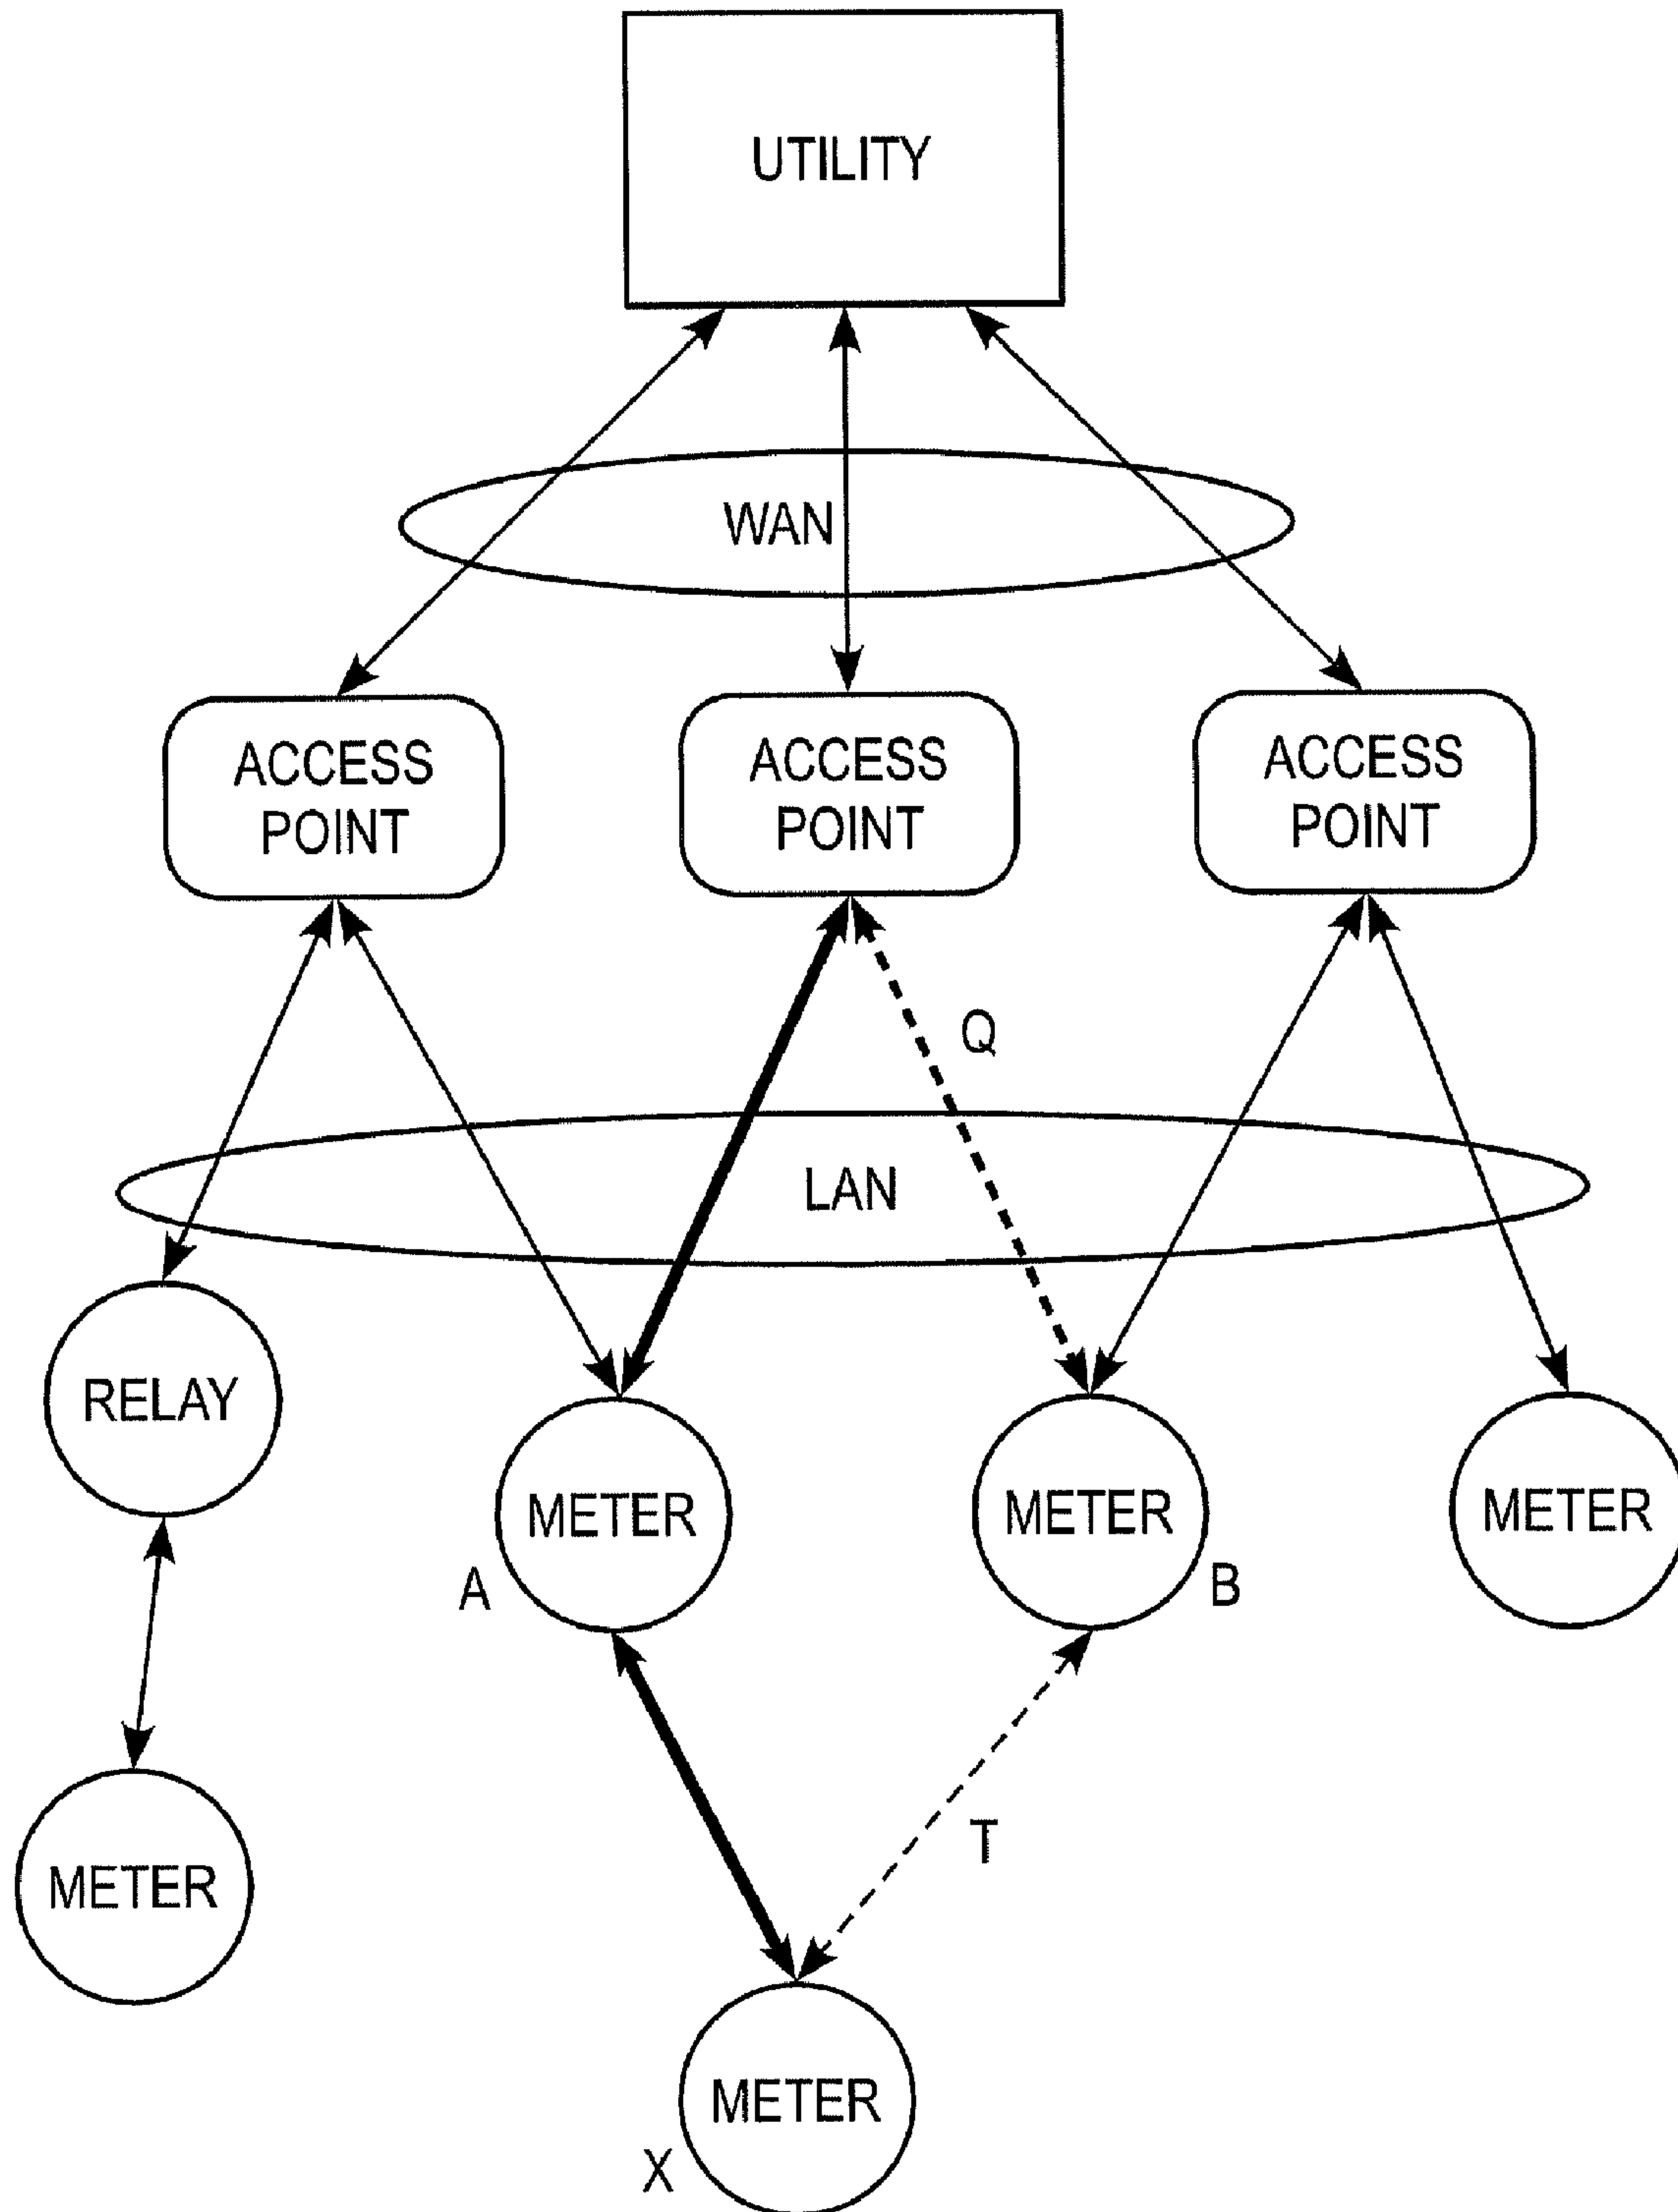 UTILITY
WAN
ACCESS
POINT
ACCESS
POINT
ACCESS
POINT
Q
LAN
RELAY
METER
A
METER
B
METER
METER
T
METER
X